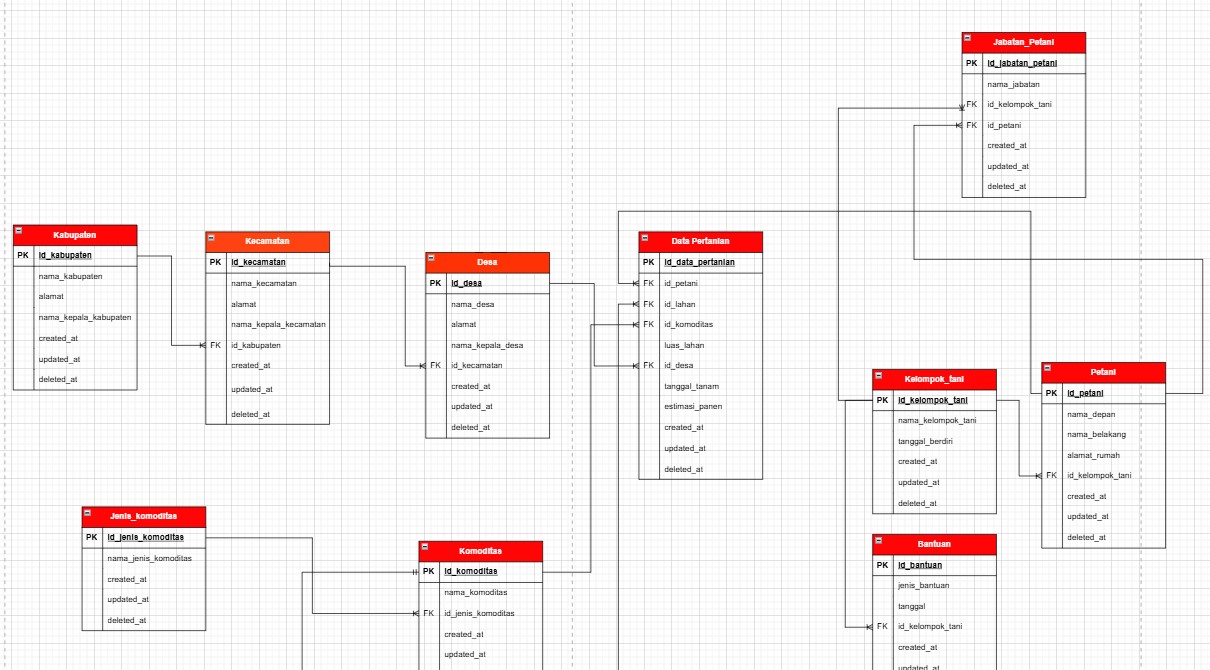 Jabatan_Petani
PK id_jabatan_petani
nama_jabatan
FK id_kelompok_tani
FK id_petani
created_at
updated_at
deleted_at
Kabupaten
PK id_kabupaten
nama_kabupaten
alamat
nama_kepala_kabupaten
created_at
updated_at
deleted_at
Kecamatan
PK id_kecamatan
nama_kecamatan
alamat
nama_kepala_kecamatan
FK id_kabupaten
created_at
updated_at
deleted_at
Desa
PK id_desa
nama_desa
alamat
nama_kepala_desa
FK id_kecamatan
created_at
updated_at
deleted_at
Data Pertanian
PK id_data_pertanian
FK id_petani
FK id_lahan
FK id_komoditas
luas_lahan
FK id_desa
tanggal_tanam
estimasi_panen
created_at
updated_at
deleted_at
Kelompok_tani
PK id_kelompok_tani
nama_kelompok_tani
tanggal_berdiri
created_at
updated_at
deleted_at
Petani
PK id_petani
nama_depan
nama_belakang
alamat_rumah
FK id_kelompok_tani
created_at
updated_at
deleted_at
Jenis_komoditas
PK id_jenis_komoditas
nama_jenis_komoditas
created_at
updated_at
deleted_at
Komoditas
PK id_komoditas
nama_komoditas
FK id_jenis_komoditas
created_at
updated_at
Bantuan
PK id_bantuan
jenis_bantuan
tanggal
FK id_kelompok_tani
created_at
updated_at